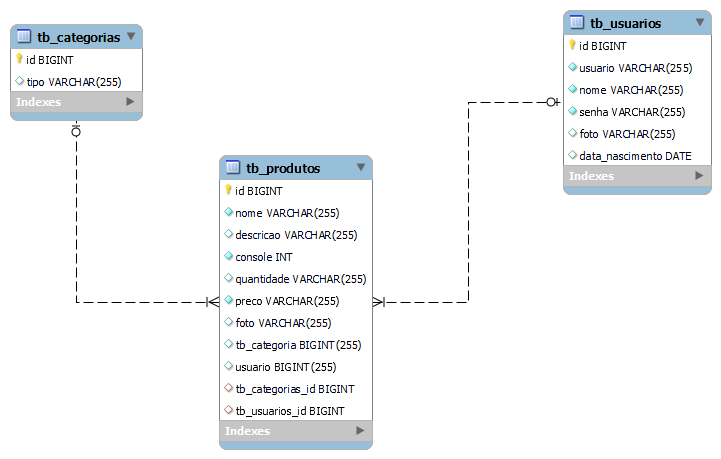 tb_categorias
id BIGINT
tipo VARCHAR(255)
Indexes
tb_usuarios
id BIGINT
usuario VARCHAR(255)
nome VARCHAR(255)
senha VARCHAR(255)
foto VARCHAR(255)
data_nascimento DATE
Indexes
tb_produtos
id BIGINT
nome VARCHAR(255)
descricao VARCHAR(255)
console INT
quantidade VARCHAR(255)
preco VARCHAR(255)
foto VARCHAR(255)
tb_categoria BIGINT(255)
usuario BIGINT(255)
tb_categorias_id BIGINT
tb_usuarios_id BIGINT
Indexes